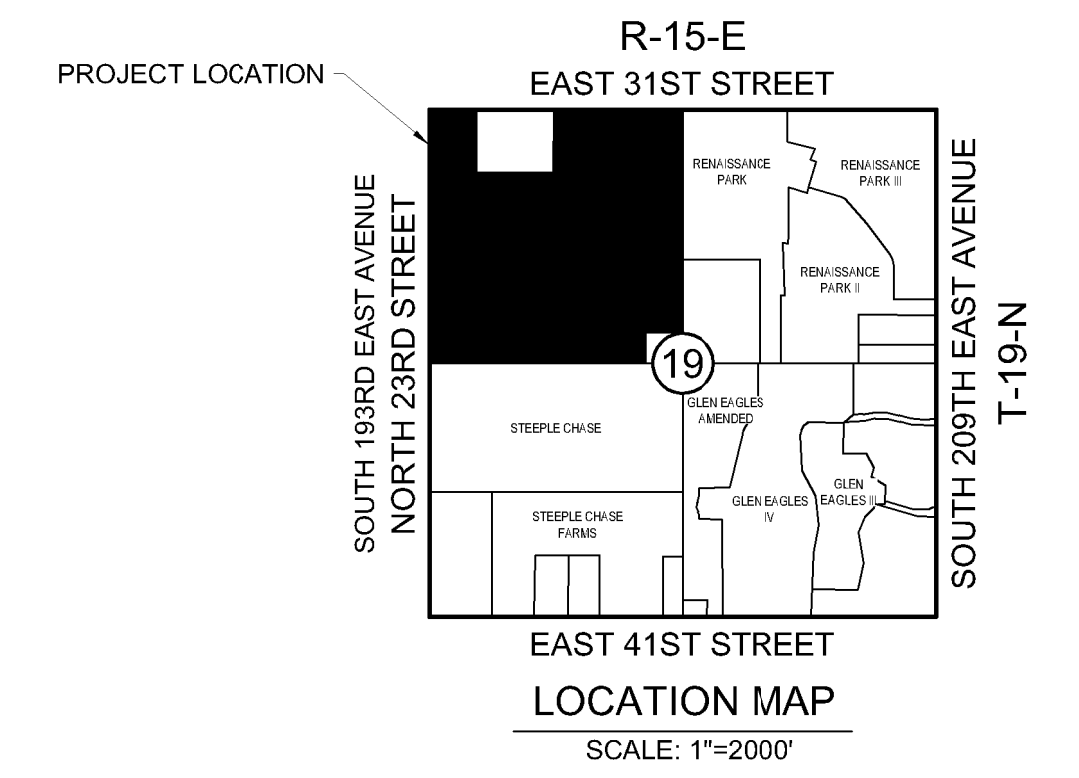 R-15-E
EAST 31ST STREET
PROJECT LOCATION
RENAISSANCE
PARK
RENAISSANCE
PARK III
RENAISSANCE
PARK II
SOUTH 193RD EAST AVENUE
NORTH 23RD STREET
SOUTH 209TH EAST AVENUE
T-19-N
19
GLEN EAGLES
AMENDED
STEEPLE CHASE
GLEN
EAGLES III
GLEN EAGLES
IV
STEEPLE CHASE
FARMS
EAST 41ST STREET
LOCATION MAP
SCALE: 1"=2000'